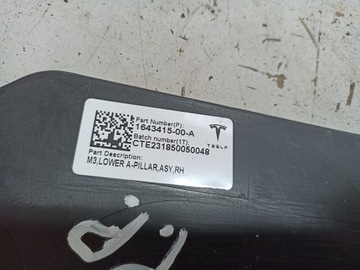 Part Number(P):
1643415-00-A
Batch number(1T):
CTE231850050048
TESLA
Part Description:
M3,LOWER A-PILLAR,ASY,RH